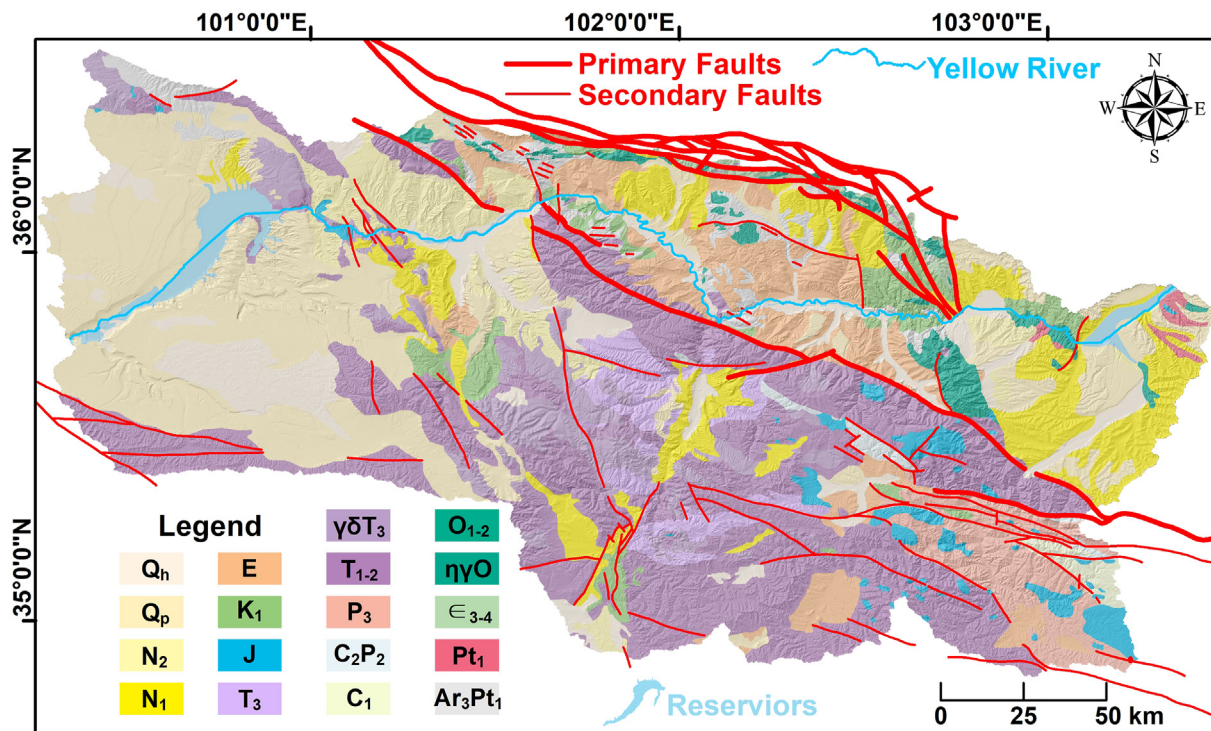 101°0'0"E 102°0'0"E 103°0'0"E
Primary Faults
Secondary Faults
Yellow River
N
W E
S
36°0'0"N
35°0'0"N
Legend
γδT3 O1-2
Qh E T1-2 ηγO
Qp K1 P3 ∈3-4
N2 J C2P2 Pt1
N1 T3 C1 Ar3Pt1
Reserviors
0 25 50 km